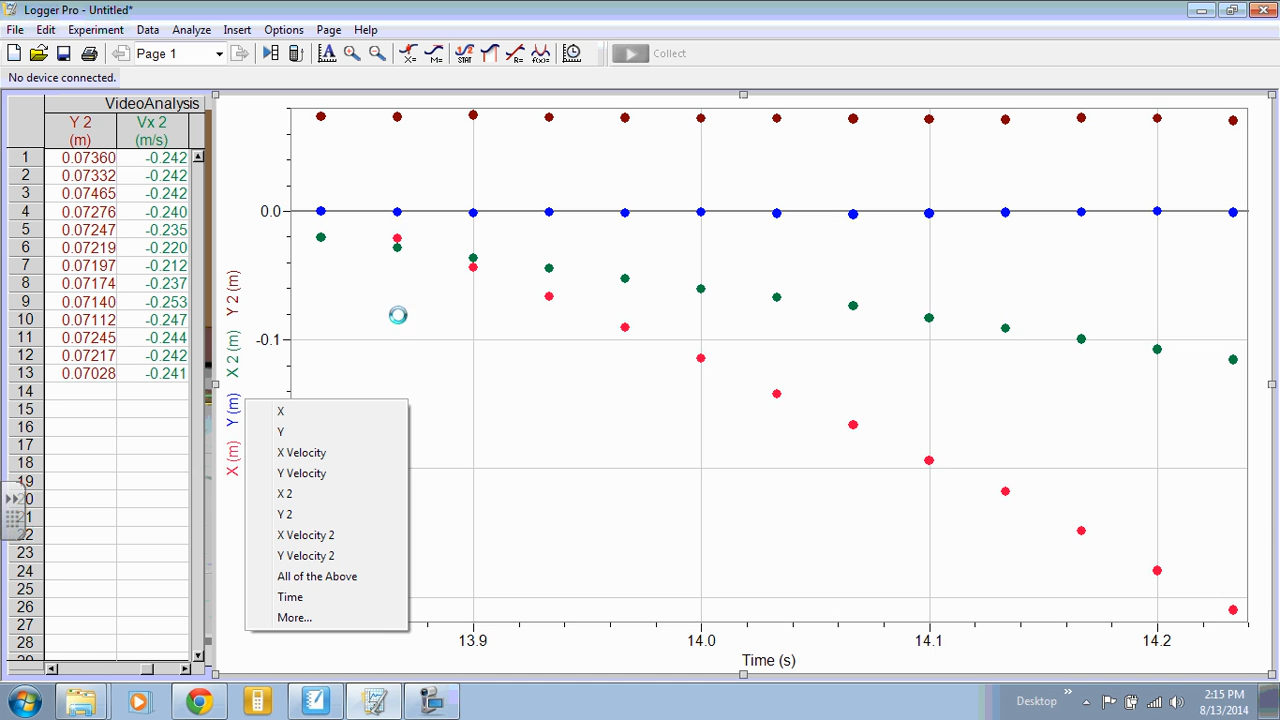 Logger Pro - Untitled*
File Edit Experiment Data Analyze Insert Options Page Help
Page 1
X=
M=
STAT
R=
f(x)=
Collect
No device connected.
VideoAnalysis
Y 2 Vx 2
(m) (m/s)
1 0.07360 -0.242
2 0.07332 -0.242
3 0.07465 -0.242
4 0.07276 -0.240
5 0.07247 -0.235
6 0.07219 -0.220
7 0.07197 -0.212
8 0.07174 -0.237
9 0.07140 -0.253
10 0.07112 -0.247
11 0.07245 -0.244
12 0.07217 -0.242
13 0.07028 -0.241
14
15
16
17
18
19
20
21
22
23
24
25
26
27
28
0.0
-0.1
Y 2 (m)
X 2 (m)
Y (m)
X (m)
X
Y
X Velocity
Y Velocity
X 2
Y 2
X Velocity 2
Y Velocity 2
All of the Above
Time
More...
13.9 14.0 14.1 14.2
Time (s)
Desktop
2:15 PM
8/13/2014